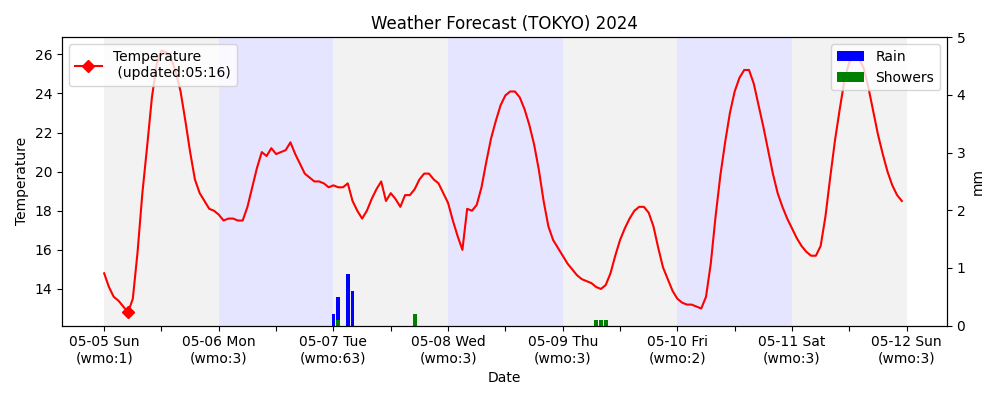 Weather Forecast (TOKYO) 2024
Temperature
(updated:05:16)
Rain
Showers
26
24
22
20
18
16
14
Temperature
5
4
3
2
1
0
mm
05-05 Sun
(wmo:1)
05-06 Mon
(wmo:3)
05-07 Tue
(wmo:63)
05-08 Wed
(wmo:3)
05-09 Thu
(wmo:3)
05-10 Fri
(wmo:2)
05-11 Sat
(wmo:3)
05-12 Sun
(wmo:3)
Date